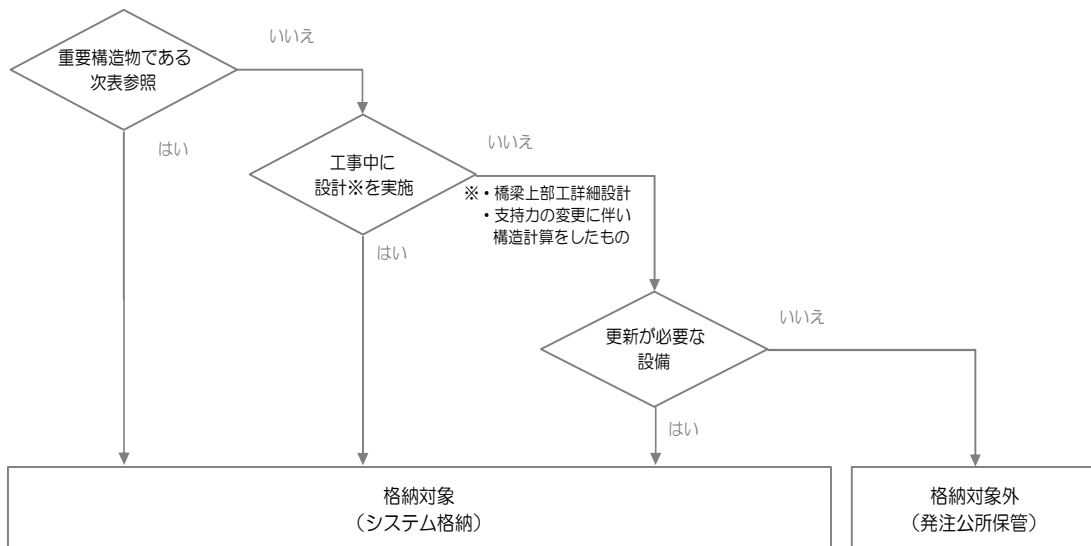 いいえ
重要構造物である
次表参照
はい
いいえ
工事中に
設計※を実施
※・橋梁上部工詳細設計
・支持力の変更に伴い
構造計算をしたもの
はい
いいえ
更新が必要な
設備
はい
格納対象
（システム格納）
格納対象外
（発注公所保管）